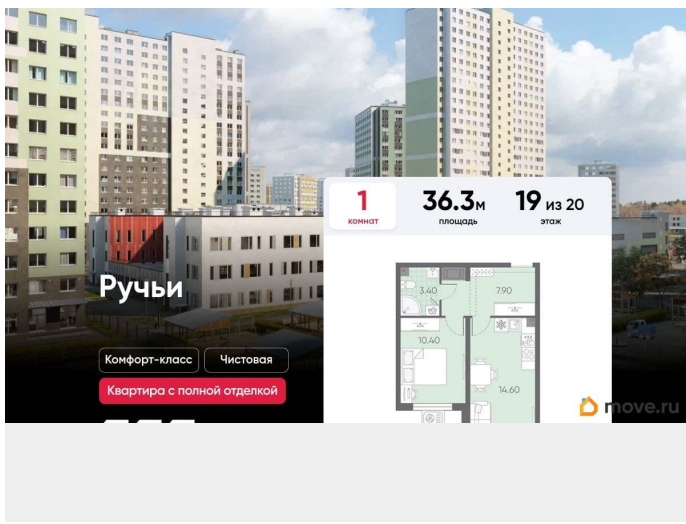 1
комнат
36.3м
площадь
19 из 20
этаж
Ручьи
Комфорт-класс
Чистовая
Квартира с полной отделкой
3.40
7.90
10.40
14.60
move.ru